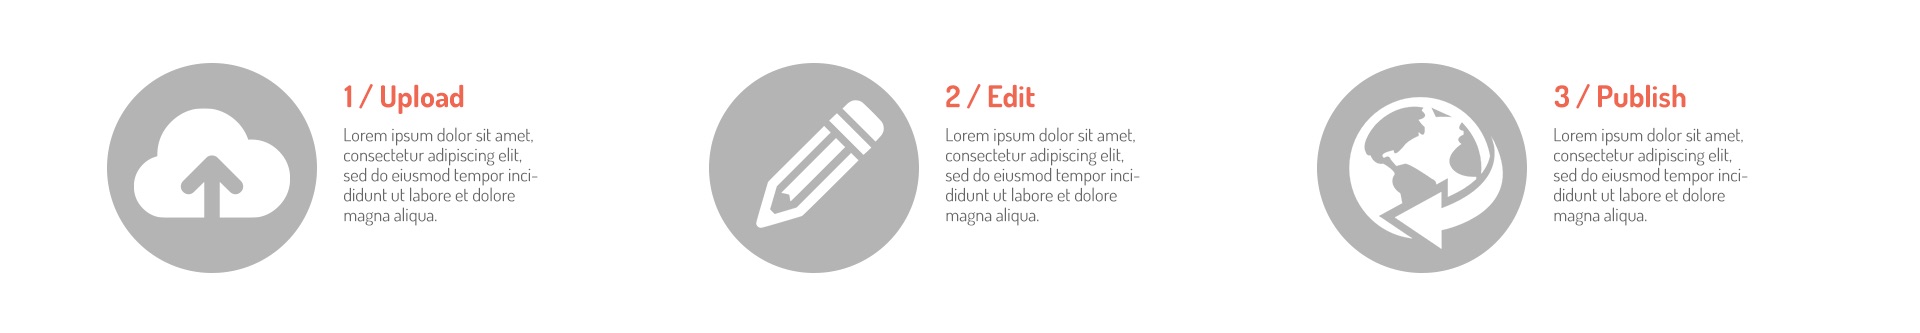 1 / Upload
Lorem ipsum dolor sit amet,
consectetur adipiscing elit,
sed do eiusmod tempor inci-
didunt ut labore et dolore
magna aliqua.
2 / Edit
Lorem ipsum dolor sit amet,
consectetur adipiscing elit,
sed do eiusmod tempor inci-
didunt ut labore et dolore
magna aliqua.
3 / Publish
Lorem ipsum dolor sit amet,
consectetur adipiscing elit,
sed do eiusmod tempor inci-
didunt ut labore et dolore
magna aliqua.